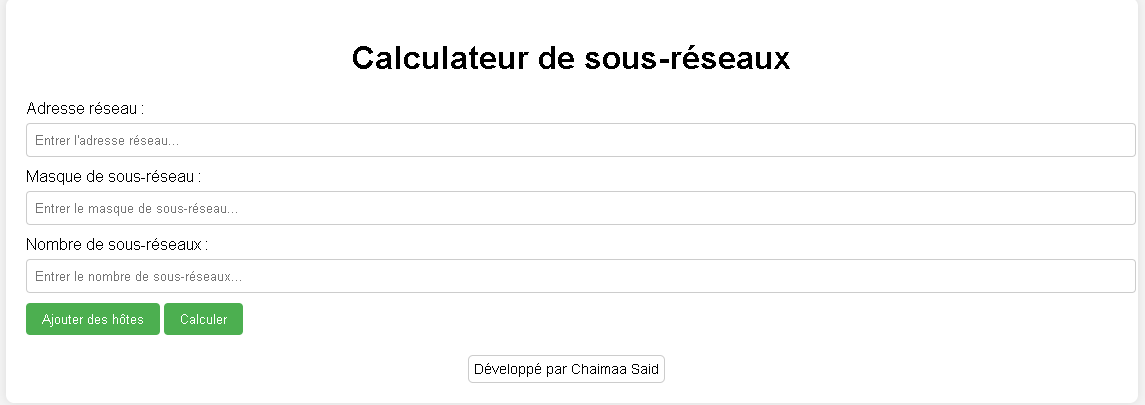 Calculateur de sous-réseaux
Adresse réseau :
Entrer l'adresse réseau...
Masque de sous-réseau :
Entrer le masque de sous-réseau...
Nombre de sous-réseaux :
Entrer le nombre de sous-réseaux...
Ajouter des hôtes Calculer
Développé par Chaimaa Said